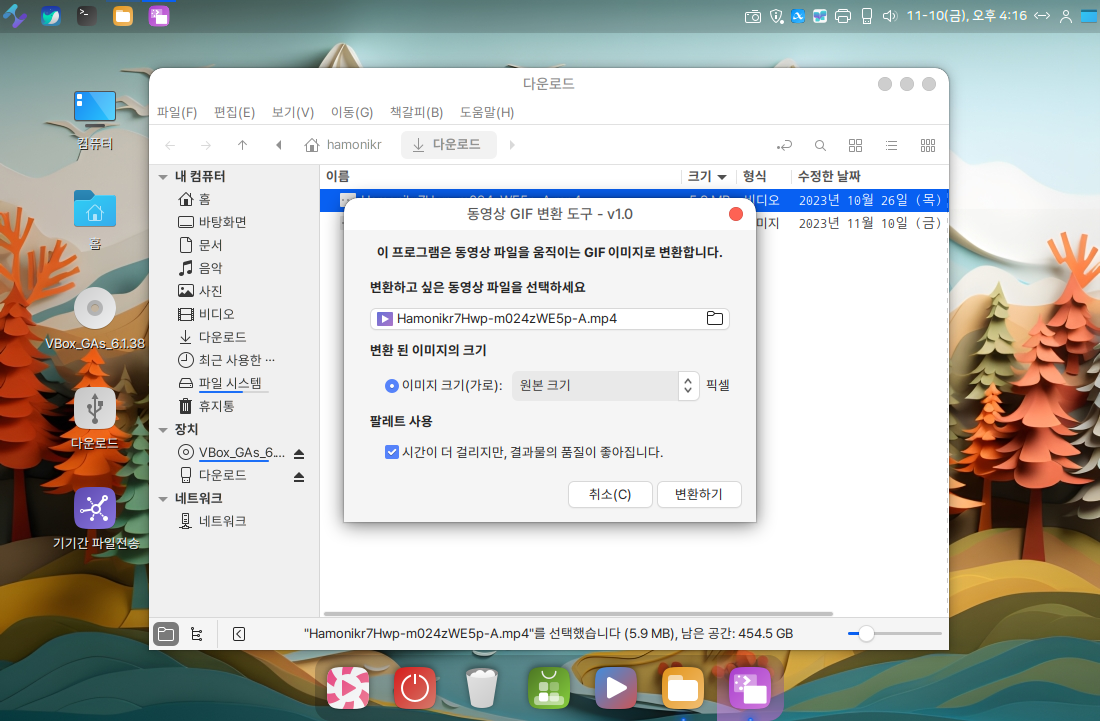 11-10(금), 오후 4:16
컴퓨터
홈
VBox_GAs_6.1.38
다운로드
기기간 파일전송
다운로드
파일(F) 편집(E) 보기(V) 이동(G) 책갈피(B) 도움말(H)
hamonikr 다운로드
내 컴퓨터
홈
바탕화면
문서
음악
사진
비디오
다운로드
최근 사용한 ...
파일 시스템
휴지통
장치
VBox_GAs_6....
다운로드
네트워크
네트워크
이름 크기 형식 수정한 날짜
비디오 2023년 10월 26일 (목)
미지 2023년 11월 10일 (금)
동영상 GIF 변환 도구 - v1.0
이 프로그램은 동영상 파일을 움직이는 GIF 이미지로 변환합니다.
변환하고 싶은 동영상 파일을 선택하세요
Hamonikr7Hwp-m024zWE5p-A.mp4
변환 된 이미지의 크기
이미지 크기(가로): 원본 크기 픽셀
팔레트 사용
시간이 더 걸리지만, 결과물의 품질이 좋아집니다.
취소(C) 변환하기
"Hamonikr7Hwp-m024zWE5p-A.mp4"를 선택했습니다 (5.9 MB), 남은 공간: 454.5 GB